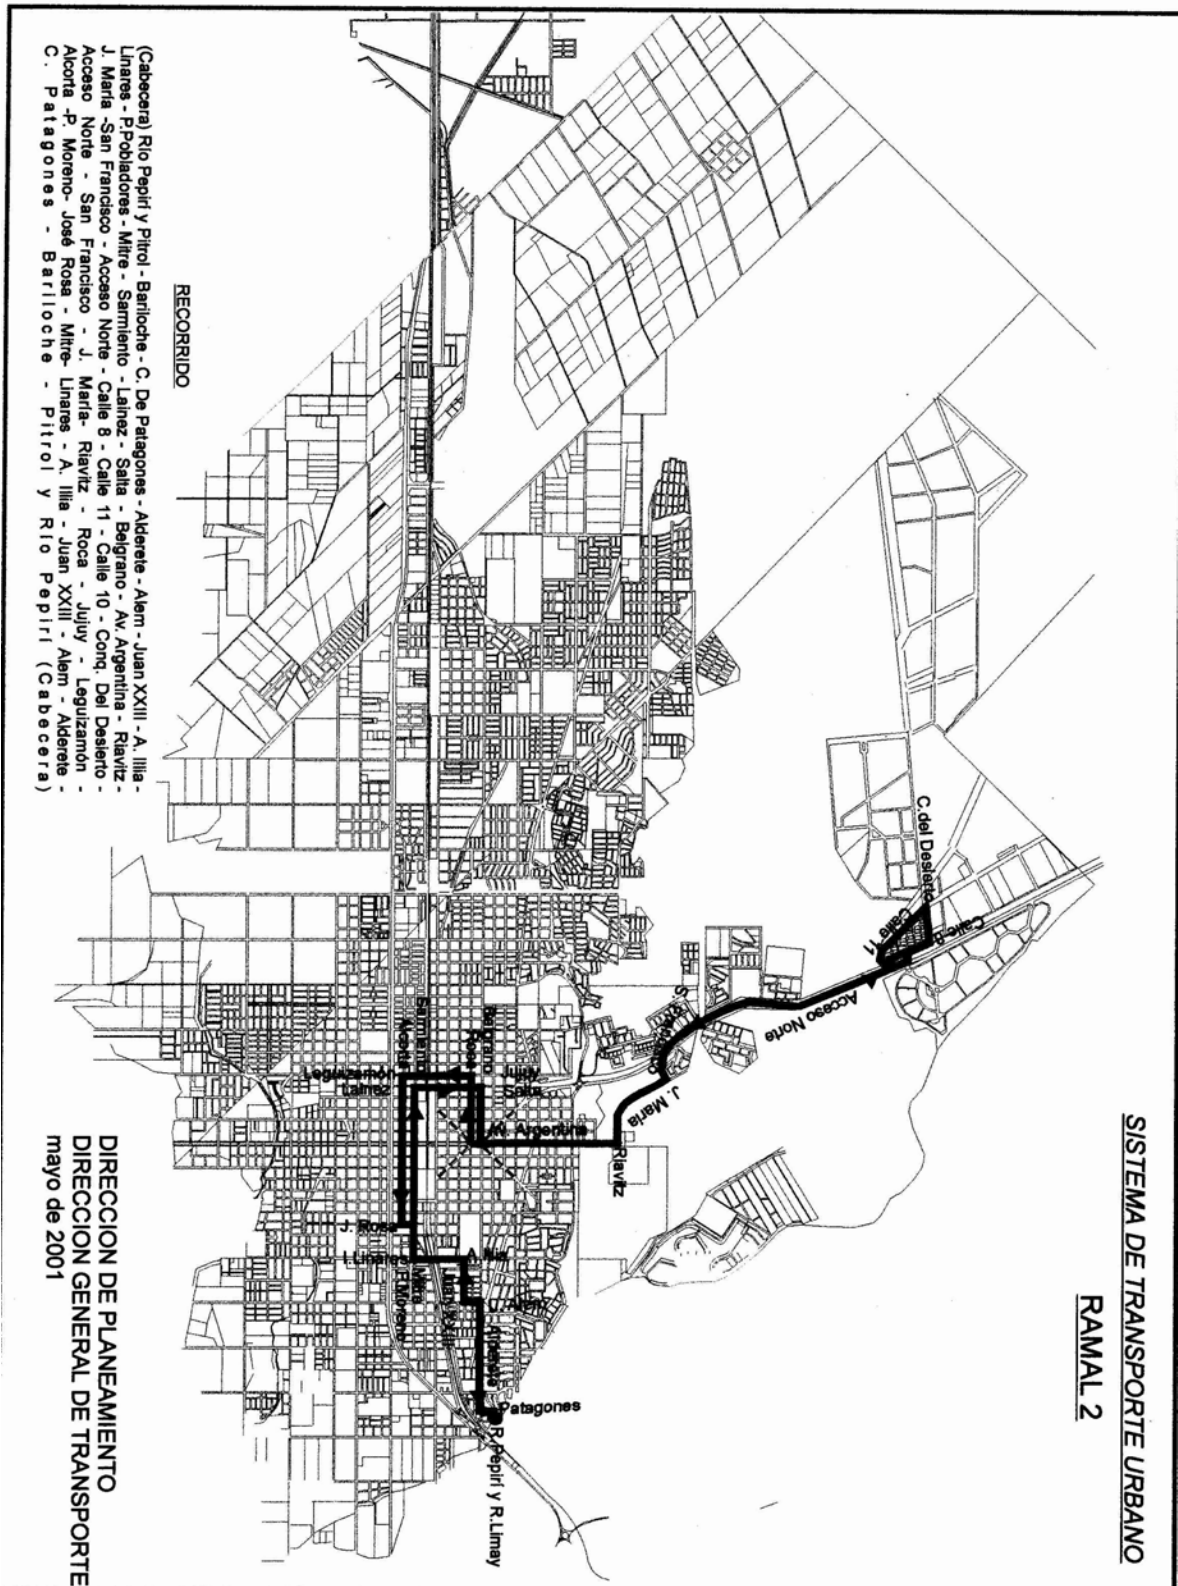 SISTEMA DE TRANSPORTE URBANO
RAMAL 2
C.del Desierto
Calle 8
Calle 11
Acceso Norte
J. María
Riavitz
Av. Argentina
Jujuy
Salta
Belgrano
Roca
Sarmiento
Alcorta
Leguizamón
Lainez
J. Rosa
I.Linares
A. Illia
Mitre
P.Moreno
Juan XXIII
Alderete
Patagones
R.Pepirí y R.Limay
RECORRIDO
(Cabecera) Río Pepirí y Pitrol - Bariloche - C. De Patagones - Alderete - Alem - Juan XXIII - A. Illia -
Linares - P.Pobladores - Mitre - Sarmiento - Lainez - Salta - Belgrano - Av. Argentina - Riavitz -
J. María -San Francisco - Acceso Norte - Calle 8 - Calle 11 - Calle 10 - Conq. Del Desierto -
Acceso Norte - San Francisco - J. María- Riavitz - Roca - Jujuy - Leguizamón -
Alcorta -P. Moreno- José Rosa - Mitre- Linares - A. Illia - Juan XXIII - Alem - Alderete -
C. Patagones - Bariloche - Pitrol y Río Pepirí (Cabecera)
DIRECCION DE PLANEAMIENTO
DIRECCION GENERAL DE TRANSPORTE
mayo de 2001